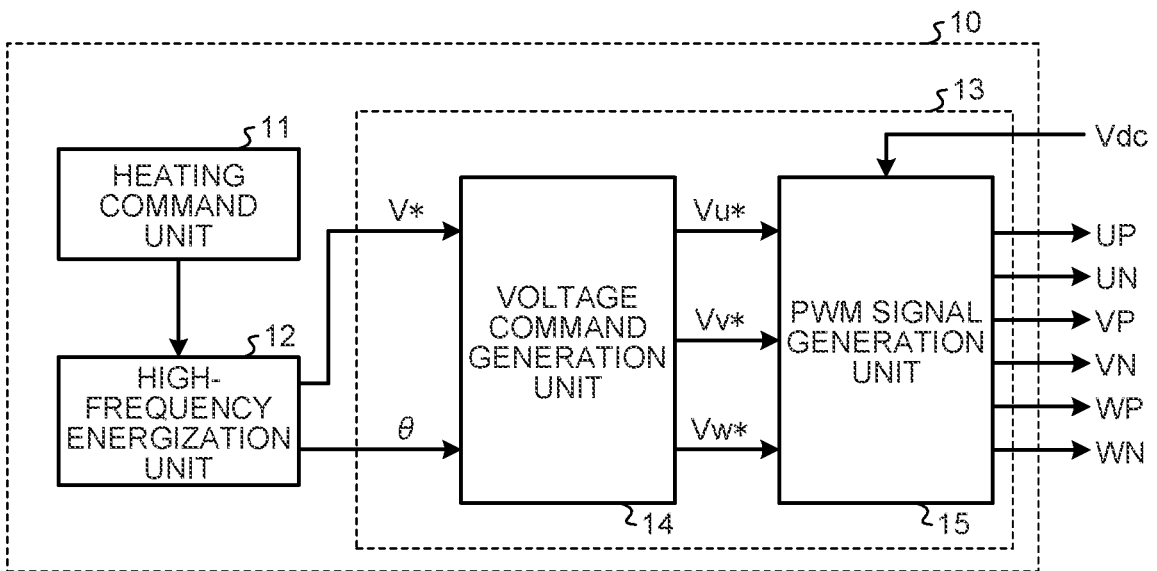 10
13
11
HEATING
COMMAND
UNIT
Vdc
V*
Vu*
UP
UN
VOLTAGE
COMMAND
GENERATION
UNIT
Vv*
PWM SIGNAL
GENERATION
UNIT
VP
VN
12
HIGH-
FREQUENCY
ENERGIZATION
UNIT
θ
Vw*
WP
WN
14
15